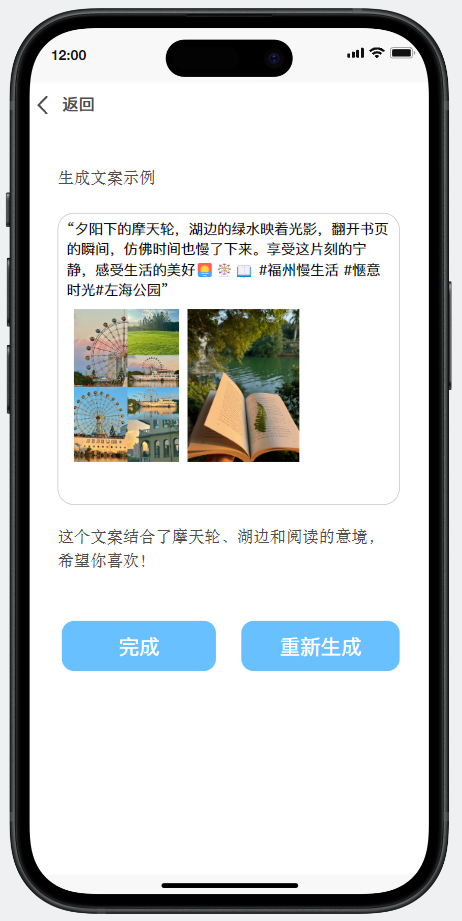 12:00
返回
生成文案示例
“夕阳下的摩天轮，湖边的绿水映着光影，翻开书页
的瞬间，仿佛时间也慢了下来。享受这片刻的宁
静，感受生活的美好🌅 🎡 📖 #福州慢生活 #惬意
时光#左海公园”
这个文案结合了摩天轮、湖边和阅读的意境，
希望你喜欢！
完成
重新生成